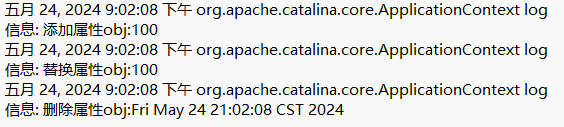 五月 24, 2024 9:02:08 下午 org.apache.catalina.core.ApplicationContext log
信息: 添加属性obj:100
五月 24, 2024 9:02:08 下午 org.apache.catalina.core.ApplicationContext log
信息: 替换属性obj:100
五月 24, 2024 9:02:08 下午 org.apache.catalina.core.ApplicationContext log
信息: 删除属性obj:Fri May 24 21:02:08 CST 2024